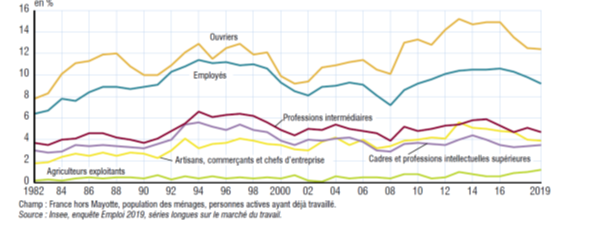 en %
16
14
Ouvriers
12
10
Employés
8
6
Professions intermédiaires
4
Artisans, commerçants et chefs d'entreprise
Cadres et professions intellectuelles supérieures
2
Agriculteurs exploitants
0
1982 84 86 88 90 92 94 96 98 2000 02 04 06 08 10 12 14 16 2019
Champ : France hors Mayotte, population des ménages, personnes actives ayant déjà travaillé.
Source : Insee, enquête Emploi 2019, séries longues sur le marché du travail.